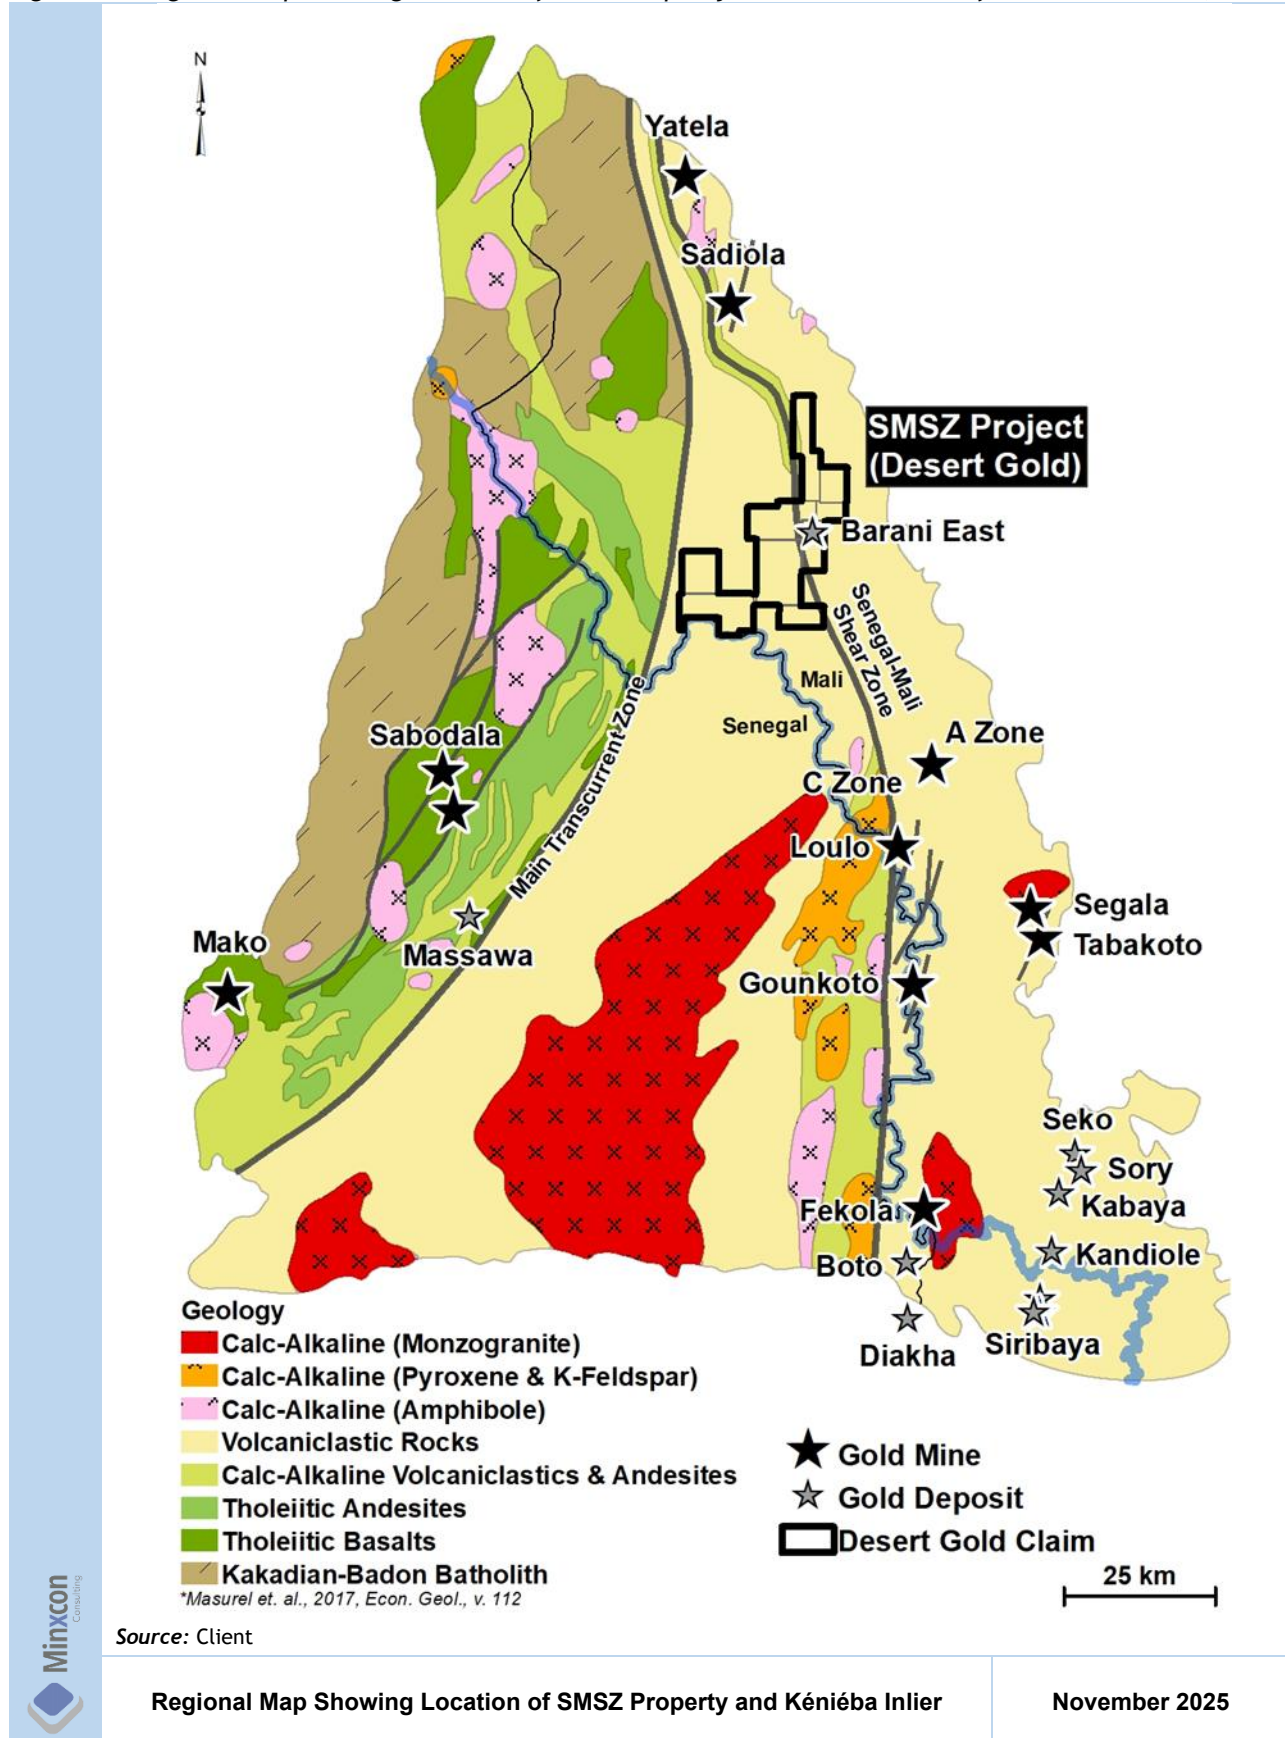 N
Yatela
Sadiola
SMSZ Project
(Desert Gold)
Barani East
Senegal-Mali
Shear Zone
Mali
Senegal
A Zone
C Zone
Sabodala
Main Transcurrent Zone
Loulo
Segala
Tabakoto
Mako
Massawa
Gounkoto
Seko
Sory
Kabaya
Fekola
Boto
Kandiole
Diakha
Siribaya
Geology
Calc-Alkaline (Monzogranite)
Calc-Alkaline (Pyroxene & K-Feldspar)
Calc-Alkaline (Amphibole)
Volcaniclastic Rocks
Calc-Alkaline Volcaniclastics & Andesites
Tholeiitic Andesites
Tholeiitic Basalts
Kakadian-Badon Batholith
*Masurel et. al., 2017, Econ. Geol., v. 112
Gold Mine
Gold Deposit
Desert Gold Claim
25 km
Source: Client
Minxcon
Consulting
Regional Map Showing Location of SMSZ Property and Kéniéba Inlier
November 2025